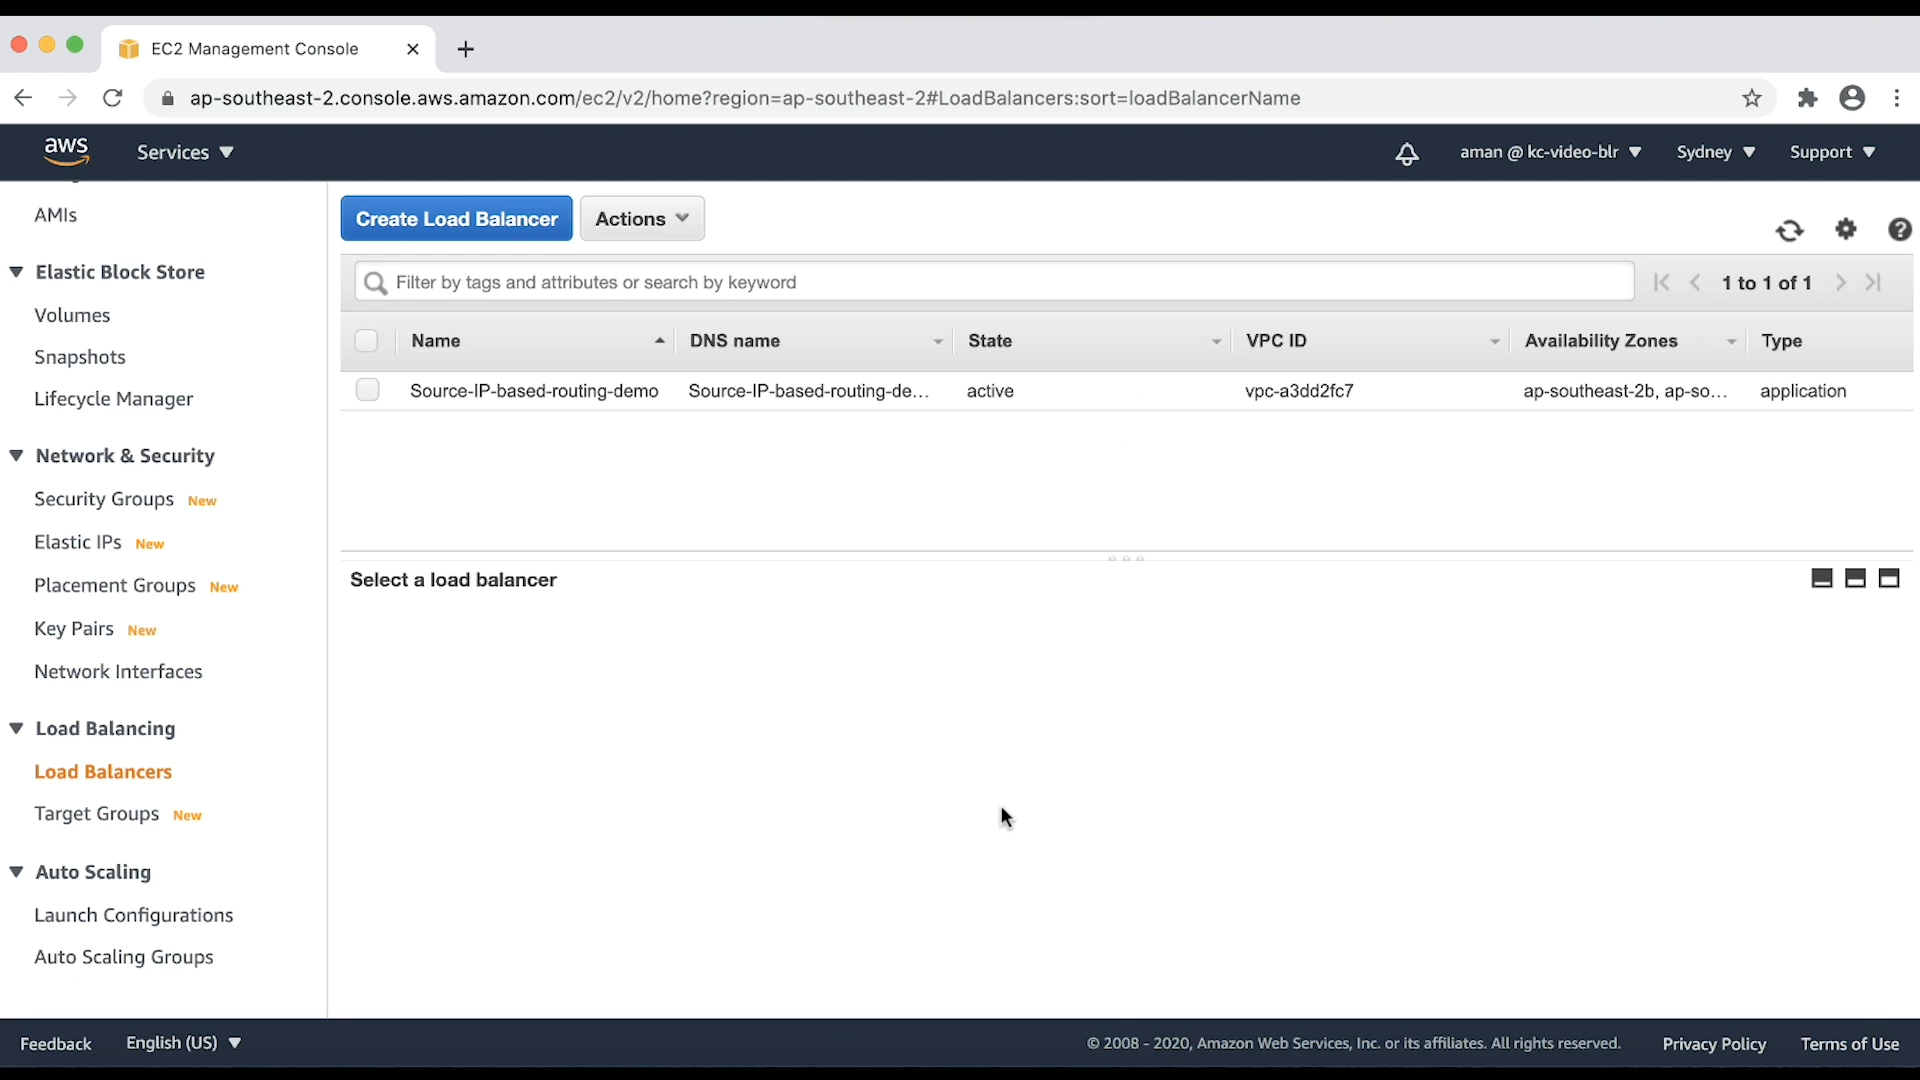 EC2 Management Console
ap-southeast-2.console.aws.amazon.com/ec2/v2/home?region=ap-southeast-2#LoadBalancers:sort=loadBalancerName
aws Services aman @ kc-video-blr Sydney Support
AMIs
Elastic Block Store
Volumes
Snapshots
Lifecycle Manager
Network & Security
Security Groups New
Elastic IPs New
Placement Groups New
Key Pairs New
Network Interfaces
Load Balancing
Load Balancers
Target Groups New
Auto Scaling
Launch Configurations
Auto Scaling Groups
Create Load Balancer Actions
Filter by tags and attributes or search by keyword 1 to 1 of 1
Name DNS name State VPC ID Availability Zones Type
Source-IP-based-routing-demo Source-IP-based-routing-de... active vpc-a3dd2fc7 ap-southeast-2b, ap-so... application
Select a load balancer
Feedback English (US) © 2008 - 2020, Amazon Web Services, Inc. or its affiliates. All rights reserved. Privacy Policy Terms of Use